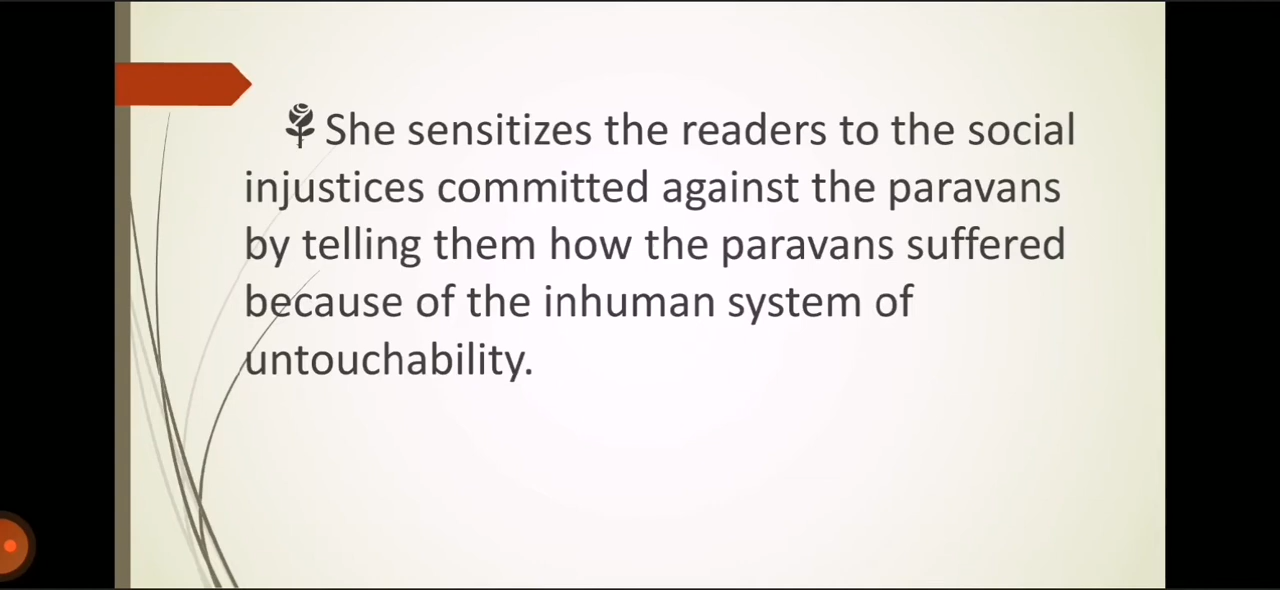 She sensitizes the readers to the social
injustices committed against the paravans
by telling them how the paravans suffered
because of the inhuman system of
untouchability.